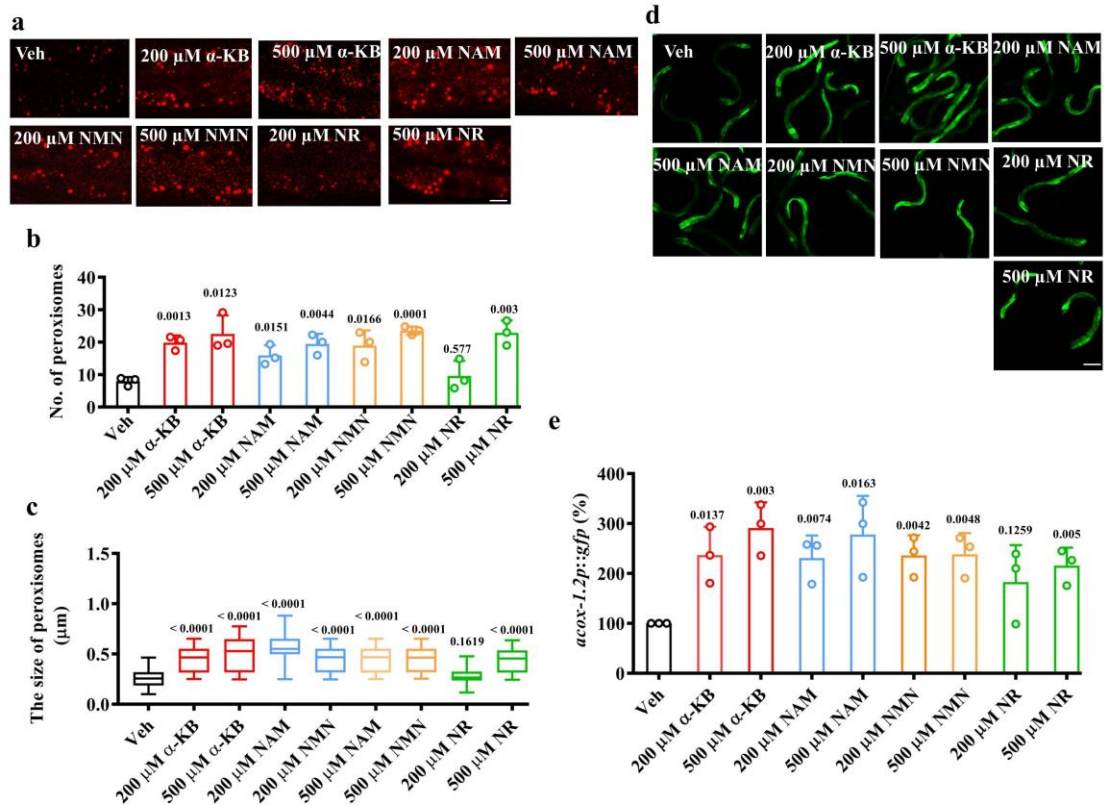 a
Veh
200 µM α-KB
500 µM α-KB
200 µM NAM
500 µM NAM
200 µM NMN
500 µM NMN
200 µM NR
500 µM NR
b
No. of peroxisomes
40
30
20
10
0
0.0013
0.0123
0.0151
0.0044
0.0166
0.0001
0.577
0.003
Veh
200 µM α-KB
500 µM α-KB
200 µM NAM
500 µM NAM
200 µM NMN
500 µM NMN
200 µM NR
500 µM NR
c
The size of peroxisomes
(µm)
1.5
1.0
0.5
0.0
< 0.0001
< 0.0001
< 0.0001
< 0.0001
< 0.0001
< 0.0001
0.1619
< 0.0001
Veh
200 µM α-KB
500 µM α-KB
200 µM NAM
200 µM NMN
500 µM NAM
500 µM NMN
200 µM NR
500 µM NR
d
Veh
200 µM α-KB
500 µM α-KB
200 µM NAM
500 µM NAM
200 µM NMN
500 µM NMN
200 µM NR
500 µM NR
e
acox-1.2p::gfp (%)
400
300
200
100
0
0.0137
0.003
0.0074
0.0163
0.0042
0.0048
0.1259
0.005
Veh
200 µM α-KB
500 µM α-KB
200 µM NAM
500 µM NAM
200 µM NMN
500 µM NMN
200 µM NR
500 µM NR